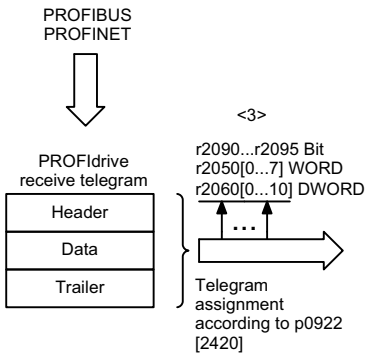 PROFIBUS
PROFINET
<3>
r2090...r2095 Bit
r2050[0...7] WORD
r2060[0...10] DWORD
PROFIdrive
receive telegram
Header
Data
Trailer
...
Telegram
assignment
according to p0922
[2420]